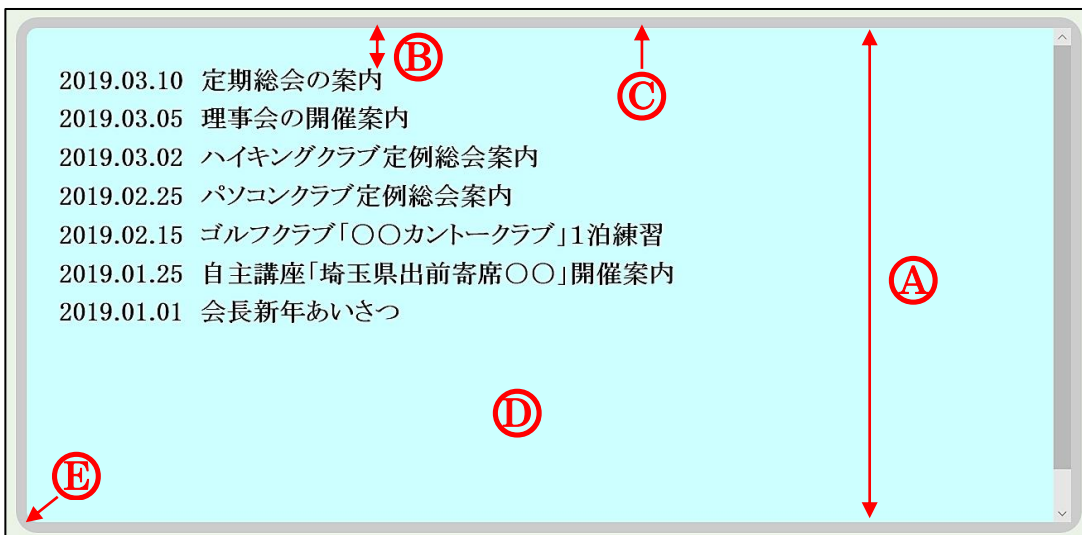 Ⓑ
Ⓒ
2019.03.10 定期総会の案内
2019.03.05 理事会の開催案内
2019.03.02 ハイキングクラブ定例総会案内
2019.02.25 パソコンクラブ定例総会案内
2019.02.15 ゴルフクラブ「〇〇カントークラブ」1泊練習
2019.01.25 自主講座「埼玉県出前寄席〇〇」開催案内
Ⓐ
2019.01.01 会長新年あいさつ
Ⓓ
Ⓔ